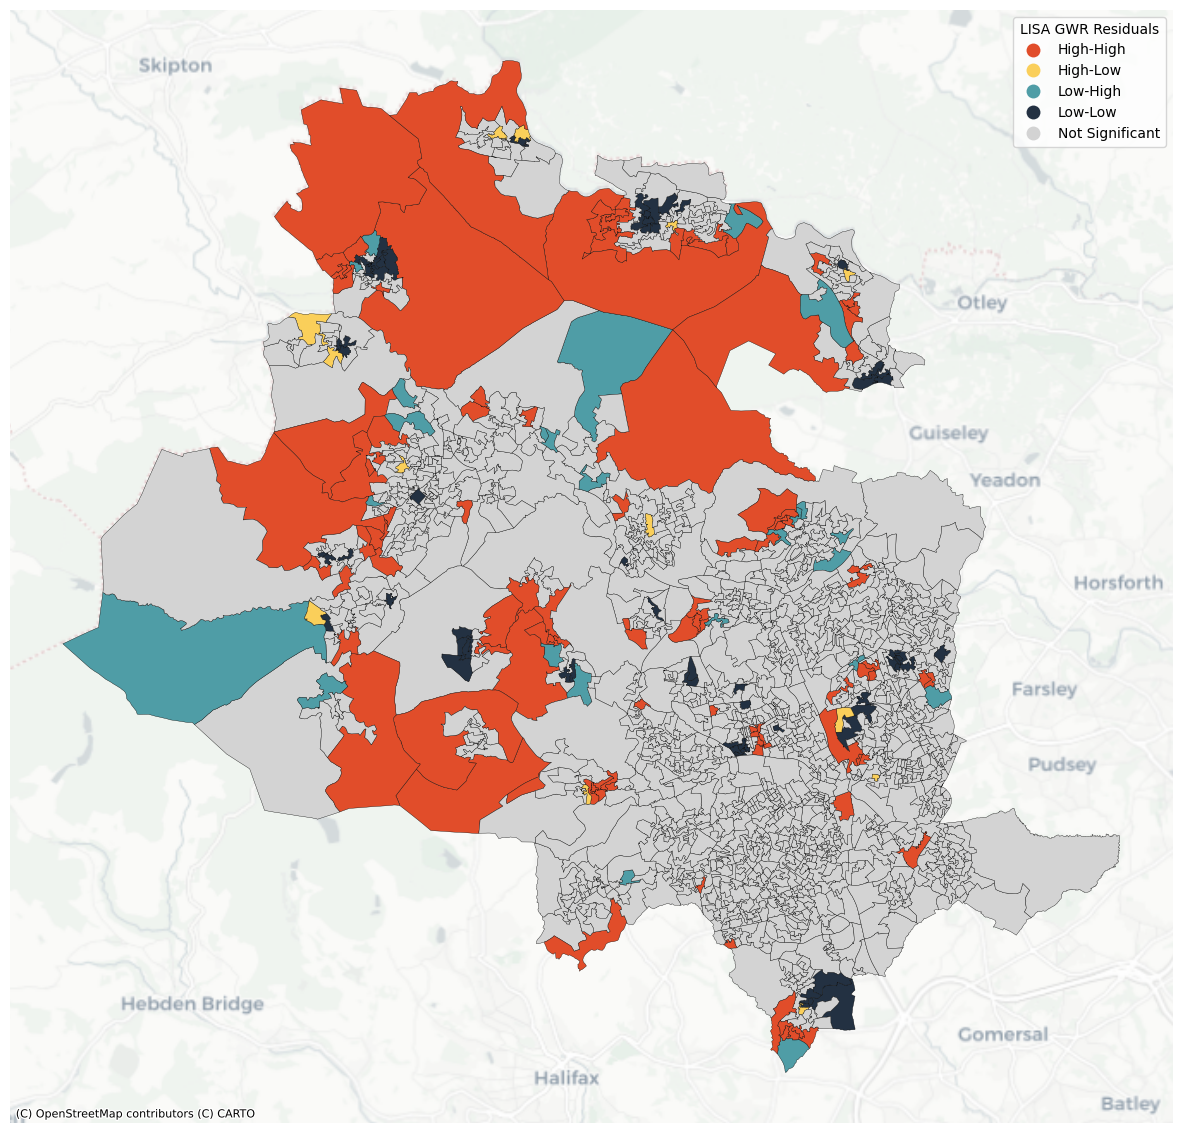 LISA GWR Residuals
High-High
High-Low
Low-High
Low-Low
Not Significant
Skipton
Otley
Guiseley
Yeadon
Horsforth
Farsley
Pudsey
Hebden Bridge
Gomersal
Halifax
Batley
(C) OpenStreetMap contributors (C) CARTO